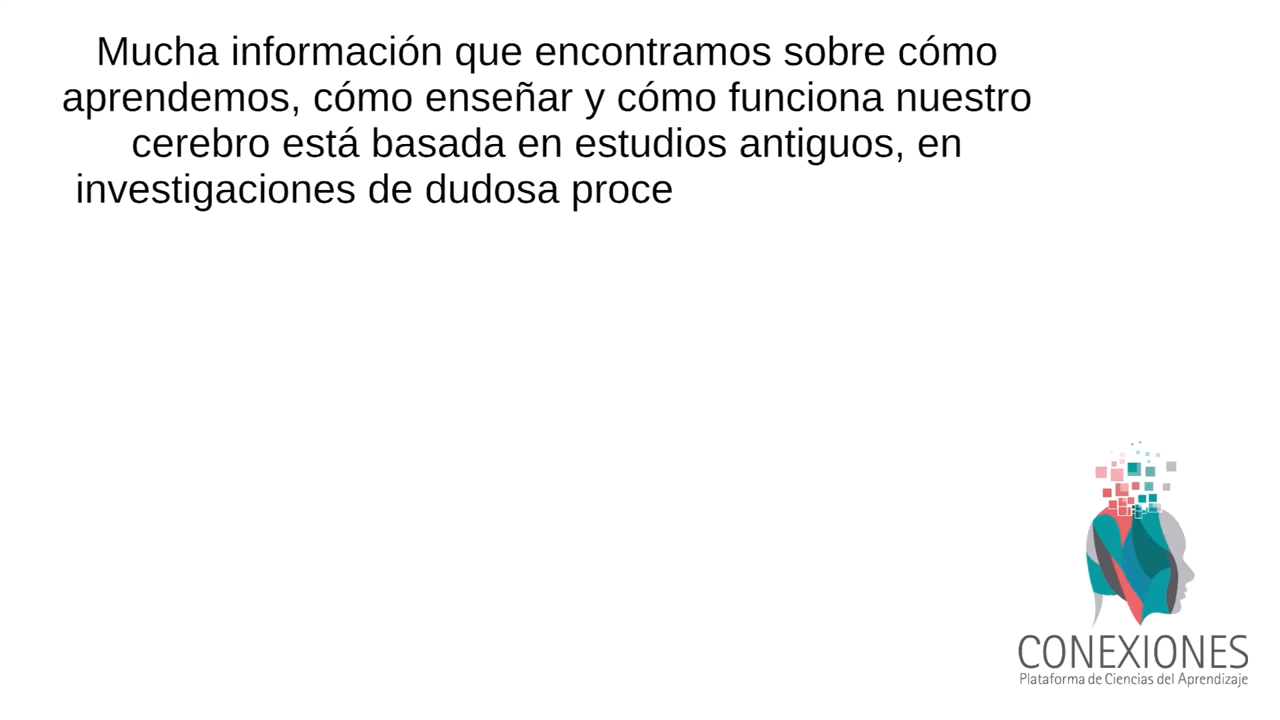 Mucha información que encontramos sobre cómo
aprendemos, cómo enseñar y cómo funciona nuestro
cerebro está basada en estudios antiguos, en
investigaciones de dudosa proce
CONEXIONES
Plataforma de Ciencias del Aprendizaje